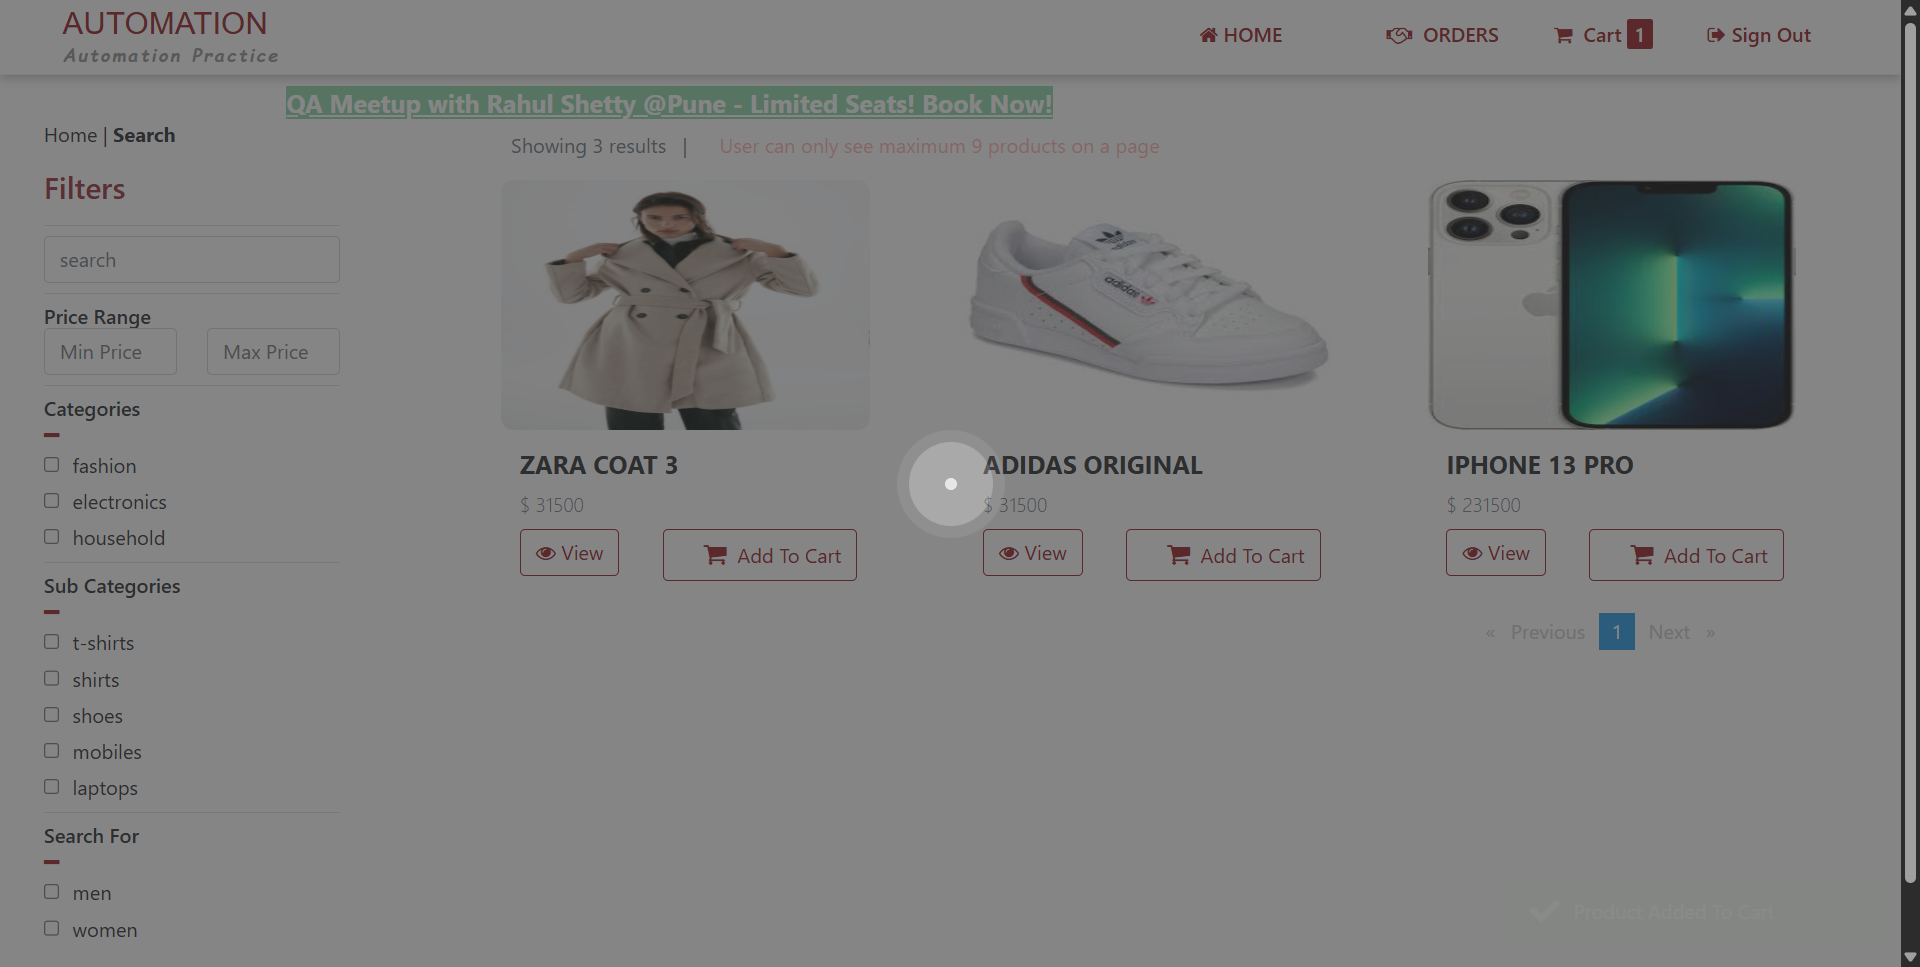 AUTOMATION
Automation Practice
HOME
ORDERS
Cart 1
Sign Out
QA Meetup with Rahul Shetty @Pune - Limited Seats! Book Now!
Home | Search
Showing 3 results |
User can only see maximum 9 products on a page
Filters
search
Price Range
Min Price
Max Price
Categories
fashion
electronics
household
Sub Categories
t-shirts
shirts
shoes
mobiles
laptops
Search For
men
women
adidas
adidas
ZARA COAT 3
$ 31500
View
Add To Cart
ADIDAS ORIGINAL
$ 31500
View
Add To Cart
IPHONE 13 PRO
$ 231500
View
Add To Cart
« Previous 1 Next »
Product Added To Cart